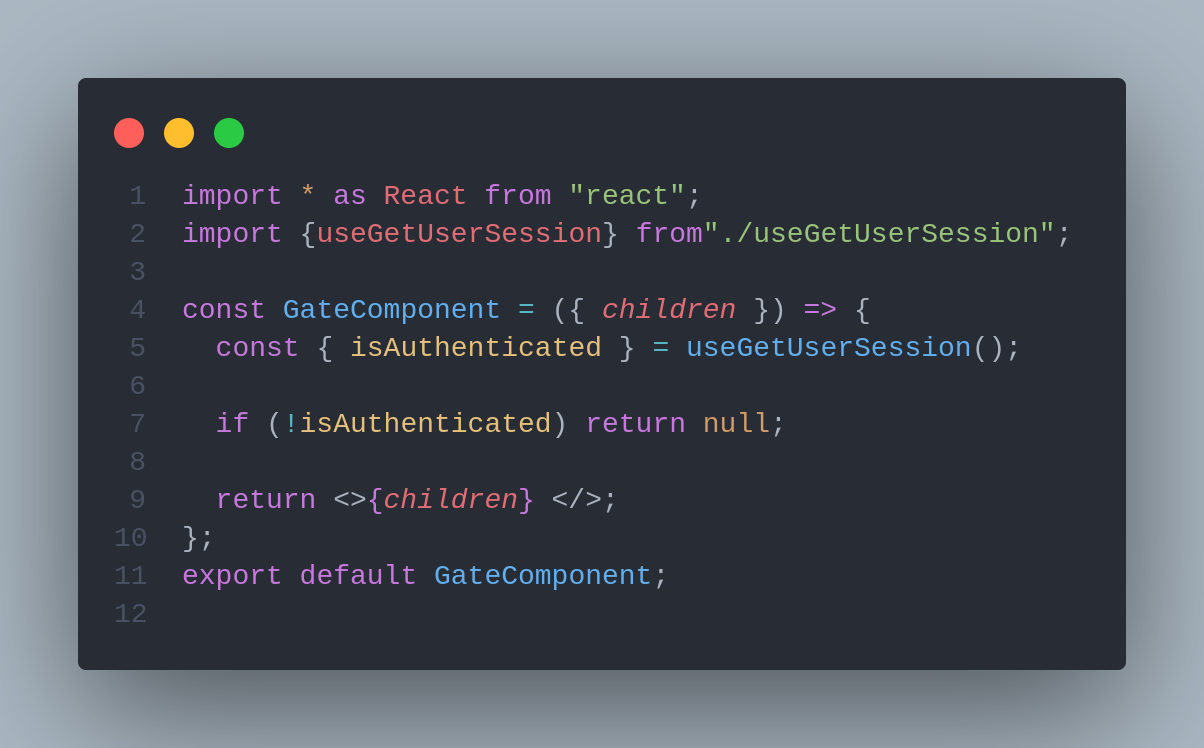 1 import * as React from "react";
2 import {useGetUserSession} from"./useGetUserSession";
3
4 const GateComponent = ({ children }) => {
5   const { isAuthenticated } = useGetUserSession();
6
7   if (!isAuthenticated) return null;
8
9   return <>{children} </>;
10 };
11 export default GateComponent;
12